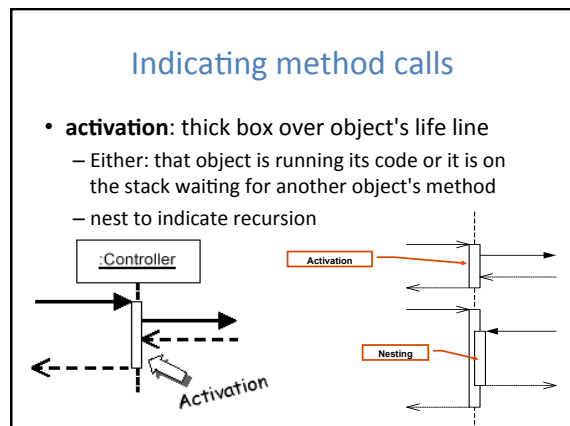 Indicating method calls
• activation: thick box over object's life line
– Either: that object is running its code or it is on
the stack waiting for another object's method
– nest to indicate recursion
:Controller
Activation
Activation
Nesting